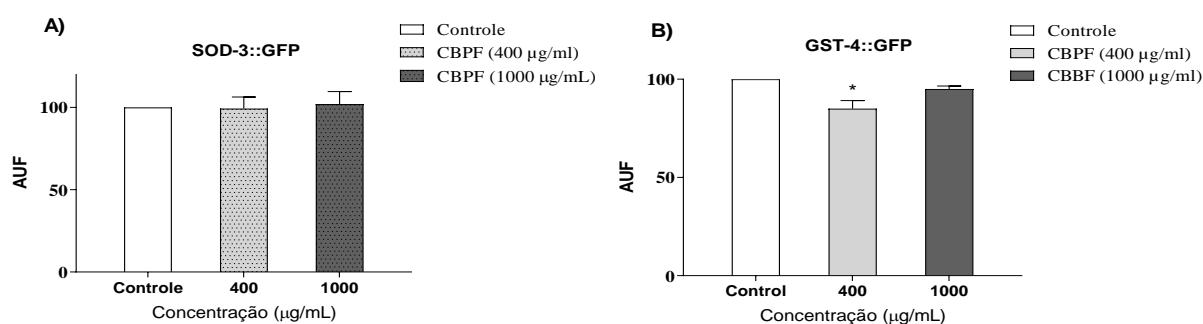 A)
SOD-3::GFP
Controle
CBPF (400 µg/ml)
CBPF (1000 µg/mL)
AUF
100
50
0
Controle 400 1000
Concentração (µg/mL)
B)
GST-4::GFP
Controle
CBPF (400 µg/ml)
CBBF (1000 µg/ml)
AUF
100
50
0
*
Control 400 1000
Concentração (µg/mL)